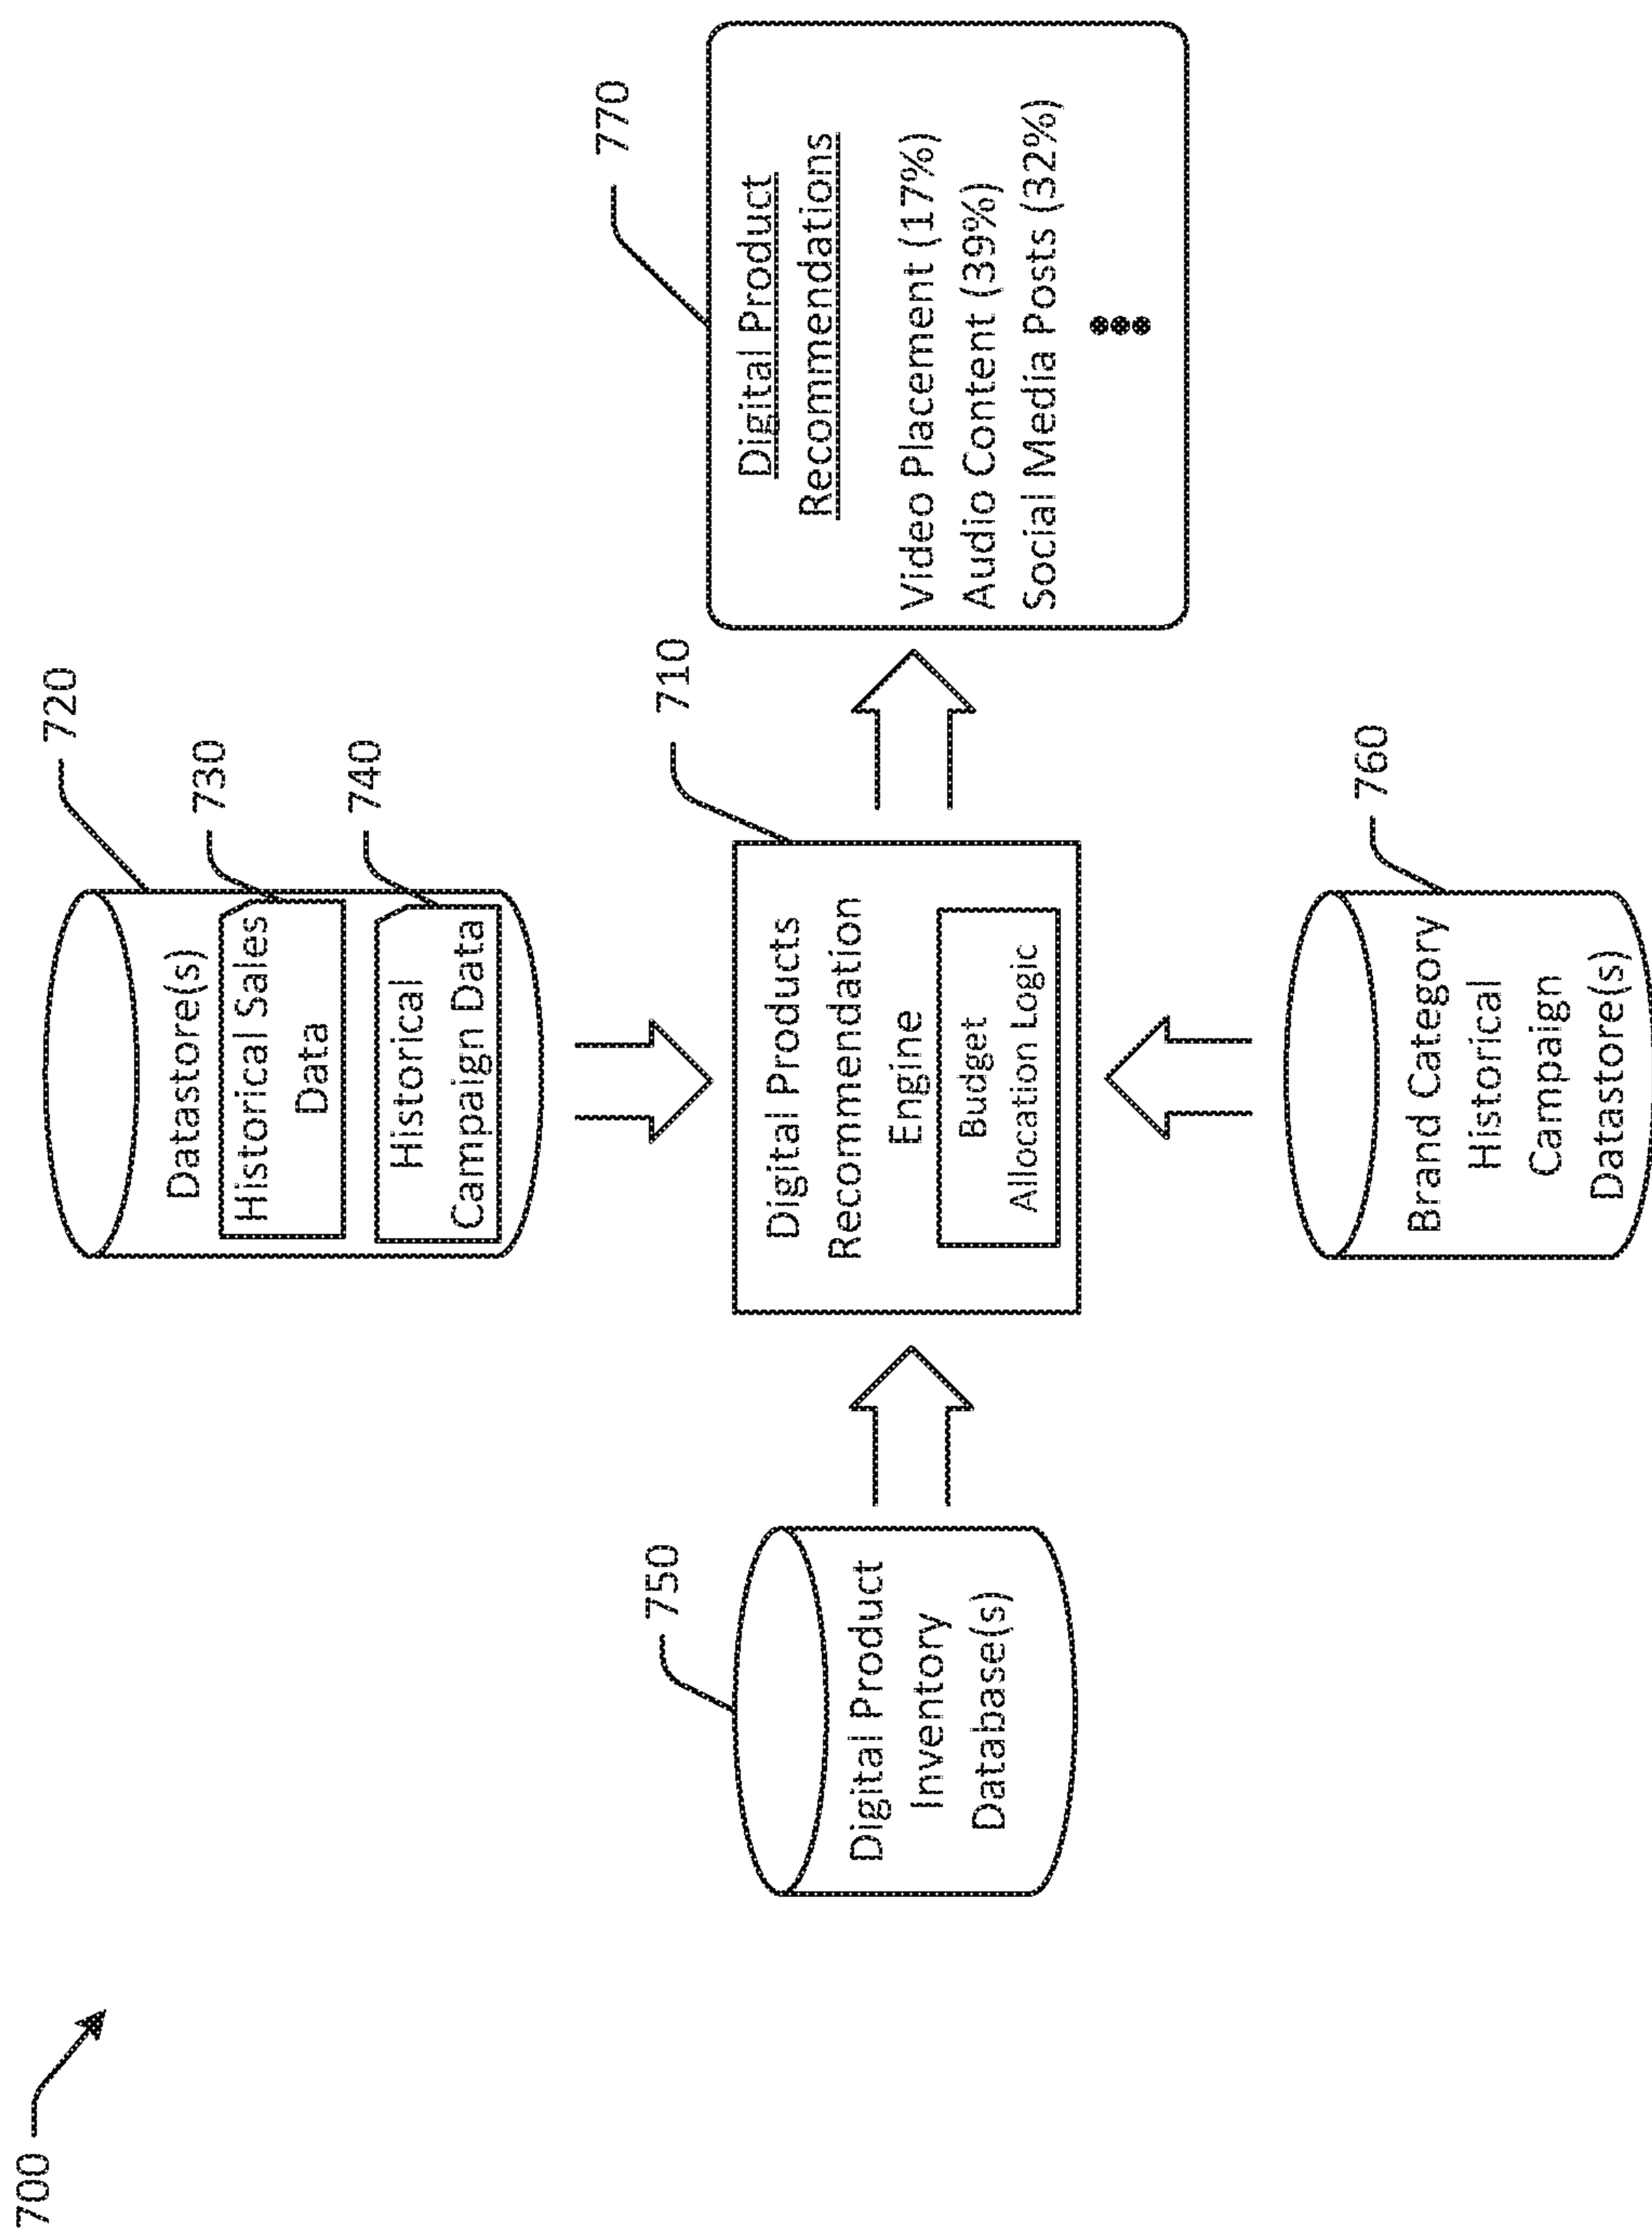 700
720
Datastore(s)
730
Historical Sales
Data
740
Historical
Campaign Data
750
Digital Product
Inventory
Database(s)
710
Digital Products
Recommendation
Engine
Budget
Allocation Logic
770
Digital Product
Recommendations
Video Placement (17%)
Audio Content (39%)
Social Media Posts (32%)
760
Brand Category
Historical
Campaign
Datastore(s)